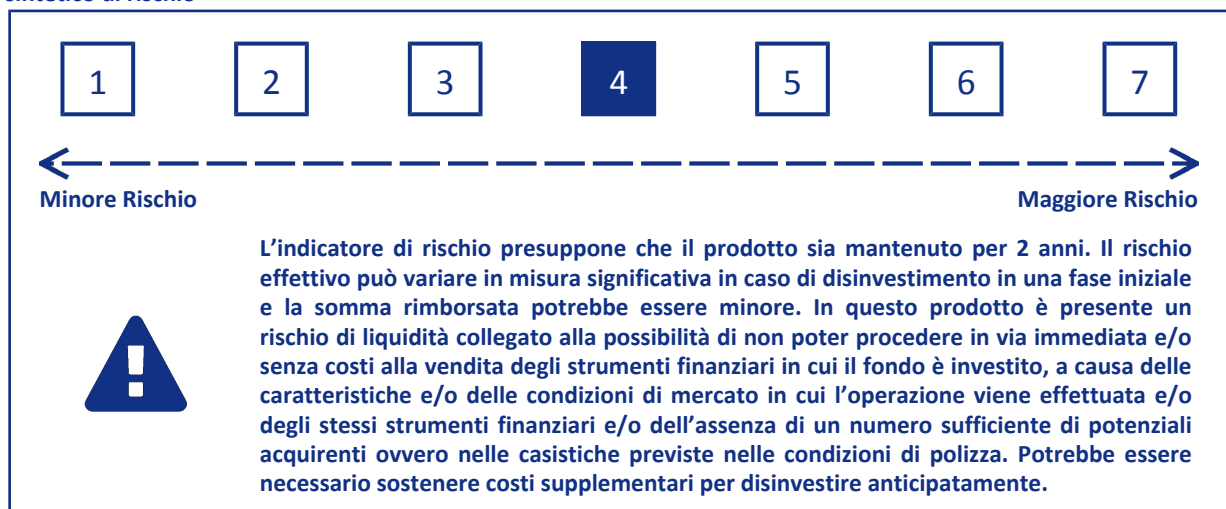 sintetico di rischio
1 2 3 4 5 6 7
Minore Rischio Maggiore Rischio
L’indicatore di rischio presuppone che il prodotto sia mantenuto per 2 anni. Il rischio
effettivo può variare in misura significativa in caso di disinvestimento in una fase iniziale
e la somma rimborsata potrebbe essere minore. In questo prodotto è presente un
rischio di liquidità collegato alla possibilità di non poter procedere in via immediata e/o
senza costi alla vendita degli strumenti finanziari in cui il fondo è investito, a causa delle
caratteristiche e/o delle condizioni di mercato in cui l’operazione viene effettuata e/o
degli stessi strumenti finanziari e/o dell’assenza di un numero sufficiente di potenziali
acquirenti ovvero nelle casistiche previste nelle condizioni di polizza. Potrebbe essere
necessario sostenere costi supplementari per disinvestire anticipatamente.